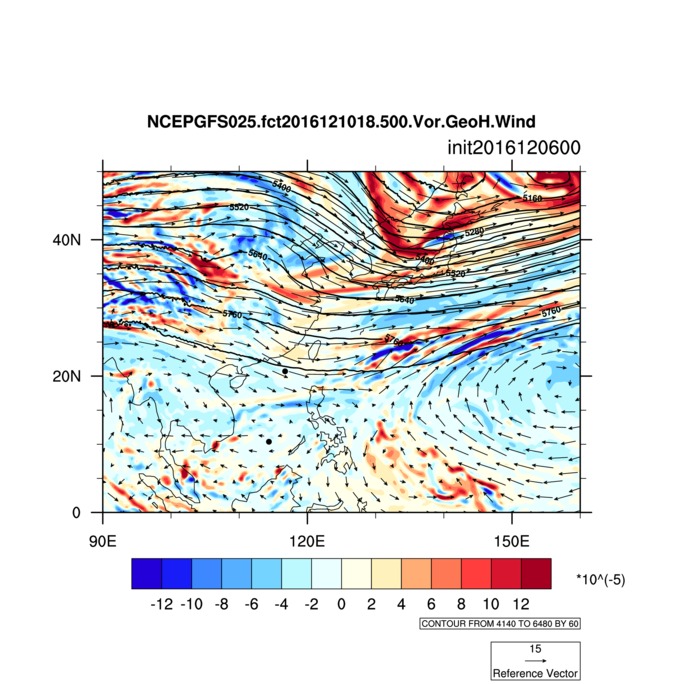 NCEPGFS025.fct2016121018.500.Vor.GeoH.Wind
init2016120600
5400
5160
5520
5280
40N
5640
5400
5520
5640
5760
5760
5760
20N
0
90E 120E 150E
-12 -10 -8 -6 -4 -2 0 2 4 6 8 10 12
*10^(-5)
CONTOUR FROM 4140 TO 6480 BY 60
15
Reference Vector